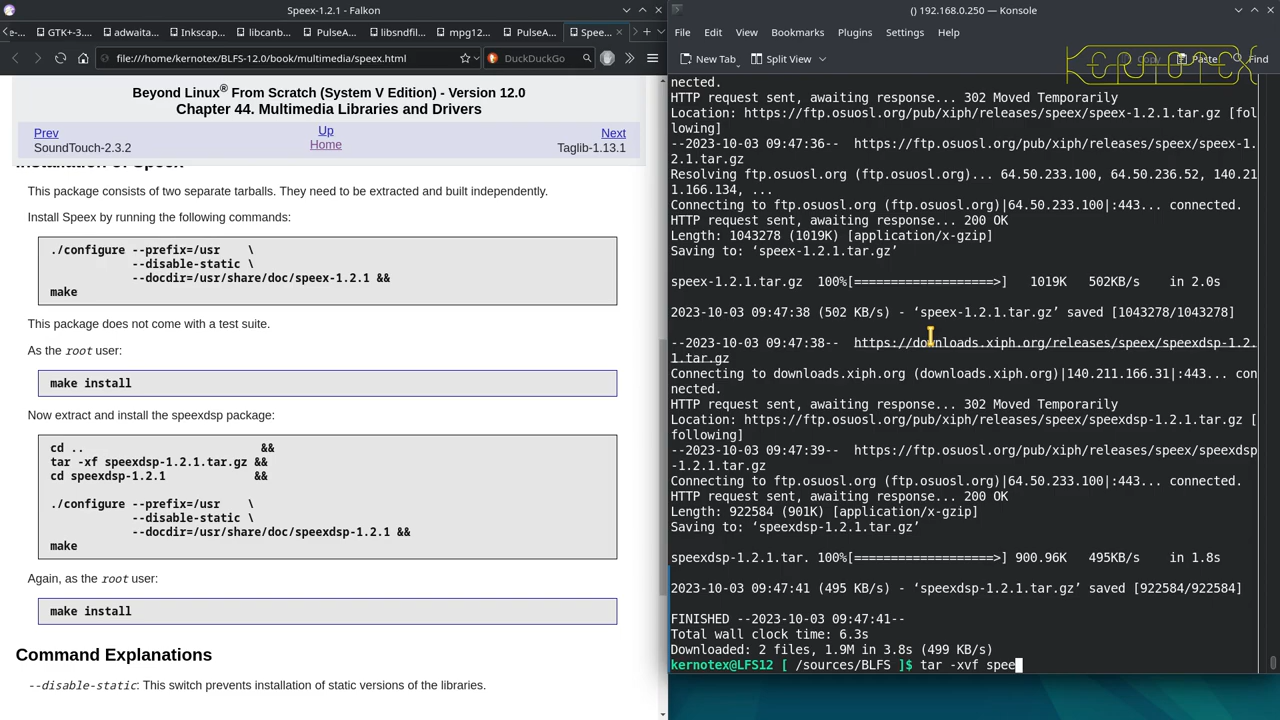 Speex-1.2.1 - Falkon
e-... GTK+-3.... adwaita... Inkscap... libcanb... PulseA... libsndfil... mpg12... PulseA... Spee...
file:///home/kernotex/BLFS-12.0/book/multimedia/speex.html
DuckDuckGo
Beyond Linux® From Scratch (System V Edition) - Version 12.0
Chapter 44. Multimedia Libraries and Drivers
Prev Up Next
SoundTouch-2.3.2 Home Taglib-1.13.1
Installation of Speex
This package consists of two separate tarballs. They need to be extracted and built independently.
Install Speex by running the following commands:
./configure --prefix=/usr \
--disable-static \
--docdir=/usr/share/doc/speex-1.2.1 &&
make
This package does not come with a test suite.
As the root user:
make install
Now extract and install the speexdsp package:
cd .. &&
tar -xf speexdsp-1.2.1.tar.gz &&
cd speexdsp-1.2.1 &&
./configure --prefix=/usr \
--disable-static \
--docdir=/usr/share/doc/speexdsp-1.2.1 &&
make
Again, as the root user:
make install
Command Explanations
--disable-static: This switch prevents installation of static versions of the libraries.
() 192.168.0.250 — Konsole
File Edit View Bookmarks Plugins Settings Help
New Tab Split View Copy Paste Find
KERNOTEX
nected.
HTTP request sent, awaiting response... 302 Moved Temporarily
Location: https://ftp.osuosl.org/pub/xiph/releases/speex/speex-1.2.1.tar.gz [fol
lowing]
--2023-10-03 09:47:36-- https://ftp.osuosl.org/pub/xiph/releases/speex/speex-1.
2.1.tar.gz
Resolving ftp.osuosl.org (ftp.osuosl.org)... 64.50.233.100, 64.50.236.52, 140.21
1.166.134, ...
Connecting to ftp.osuosl.org (ftp.osuosl.org)|64.50.233.100|:443... connected.
HTTP request sent, awaiting response... 200 OK
Length: 1043278 (1019K) [application/x-gzip]
Saving to: ‘speex-1.2.1.tar.gz’
speex-1.2.1.tar.gz 100%[===================>] 1019K 502KB/s in 2.0s
2023-10-03 09:47:38 (502 KB/s) - ‘speex-1.2.1.tar.gz’ saved [1043278/1043278]
--2023-10-03 09:47:38-- https://downloads.xiph.org/releases/speex/speexdsp-1.2.
1.tar.gz
Connecting to downloads.xiph.org (downloads.xiph.org)|140.211.166.31|:443... con
nected.
HTTP request sent, awaiting response... 302 Moved Temporarily
Location: https://ftp.osuosl.org/pub/xiph/releases/speex/speexdsp-1.2.1.tar.gz [
following]
--2023-10-03 09:47:39-- https://ftp.osuosl.org/pub/xiph/releases/speex/speexdsp
-1.2.1.tar.gz
Connecting to ftp.osuosl.org (ftp.osuosl.org)|64.50.233.100|:443... connected.
HTTP request sent, awaiting response... 200 OK
Length: 922584 (901K) [application/x-gzip]
Saving to: ‘speexdsp-1.2.1.tar.gz’
speexdsp-1.2.1.tar. 100%[===================>] 900.96K 495KB/s in 1.8s
2023-10-03 09:47:41 (495 KB/s) - ‘speexdsp-1.2.1.tar.gz’ saved [922584/922584]
FINISHED --2023-10-03 09:47:41--
Total wall clock time: 6.3s
Downloaded: 2 files, 1.9M in 3.8s (499 KB/s)
kernotex@LFS12 [ /sources/BLFS ]$ tar -xvf spee